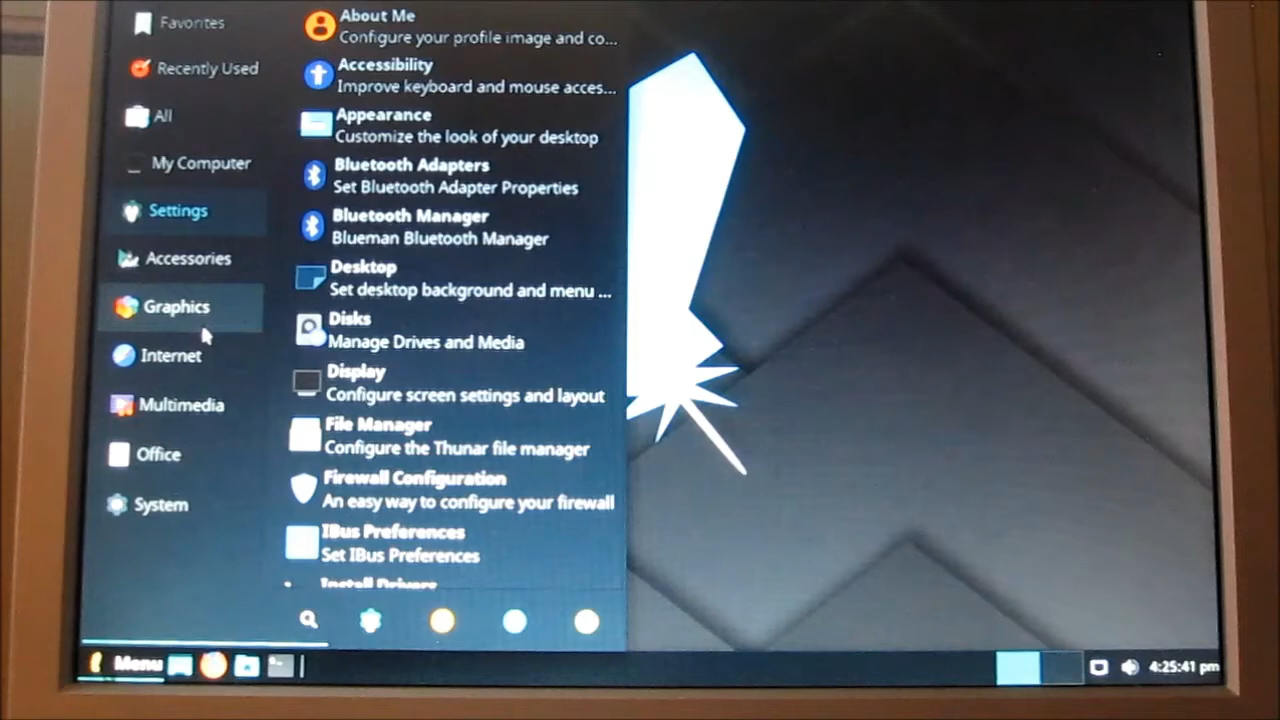 Favorites
Recently Used
All
My Computer
Settings
Accessories
Graphics
Internet
Multimedia
Office
System
About Me
Configure your profile image and co...
Accessibility
Improve keyboard and mouse acces...
Appearance
Customize the look of your desktop
Bluetooth Adapters
Set Bluetooth Adapter Properties
Bluetooth Manager
Blueman Bluetooth Manager
Desktop
Set desktop background and menu ...
Disks
Manage Drives and Media
Display
Configure screen settings and layout
File Manager
Configure the Thunar file manager
Firewall Configuration
An easy way to configure your firewall
IBus Preferences
Set IBus Preferences
Install Drivers
Menu
4:25:41 pm